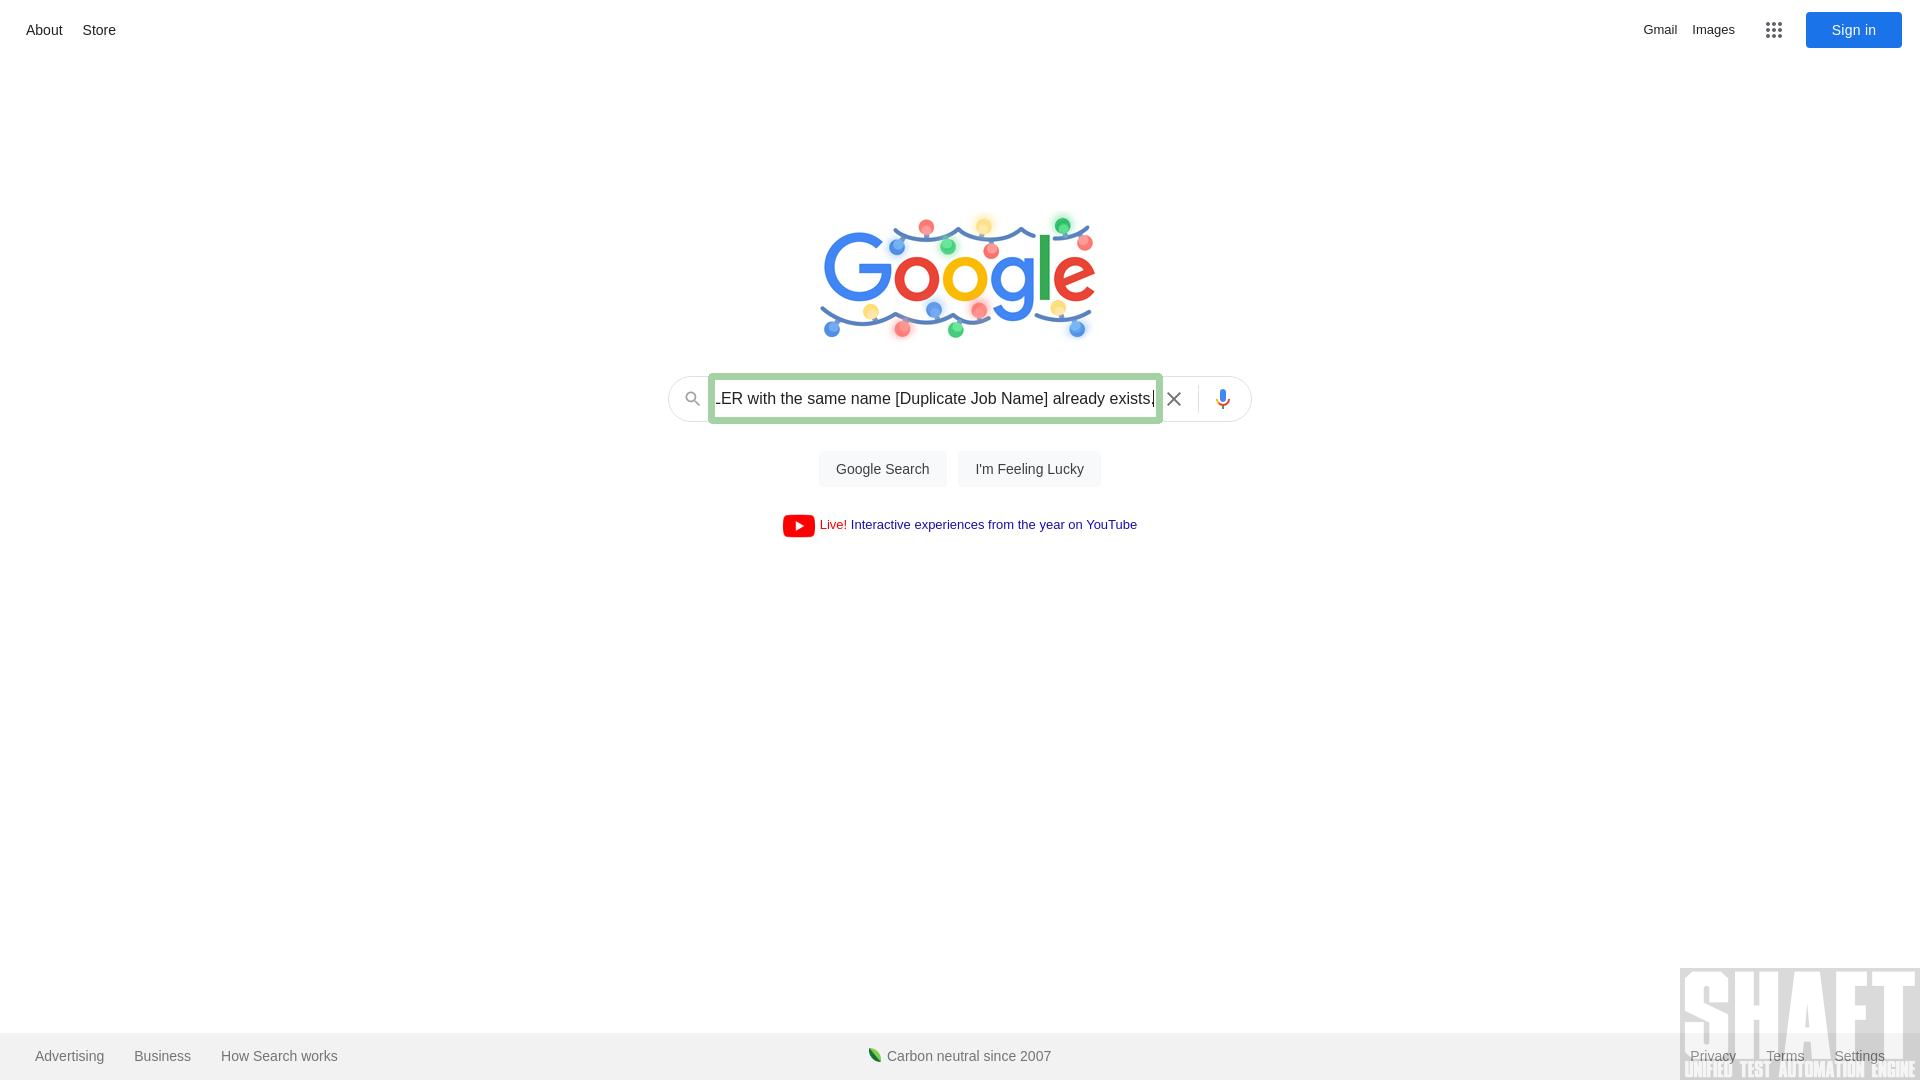 About Store
Gmail Images
Sign in
Google
LER with the same name [Duplicate Job Name] already exists.
Google Search I'm Feeling Lucky
Live! Interactive experiences from the year on YouTube
Advertising Business How Search works
Carbon neutral since 2007
Privacy Terms Settings
SHAFT
UNIFIED TEST AUTOMATION ENGINE